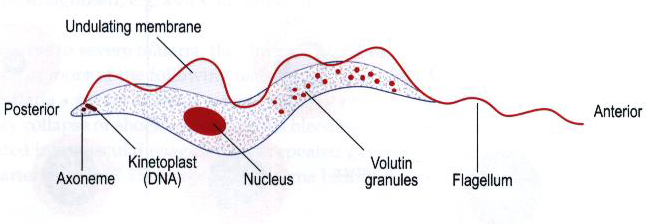 Undulating membrane
Posterior
Anterior
Axoneme
Kinetoplast
(DNA)
Nucleus
Volutin
granules
Flagellum